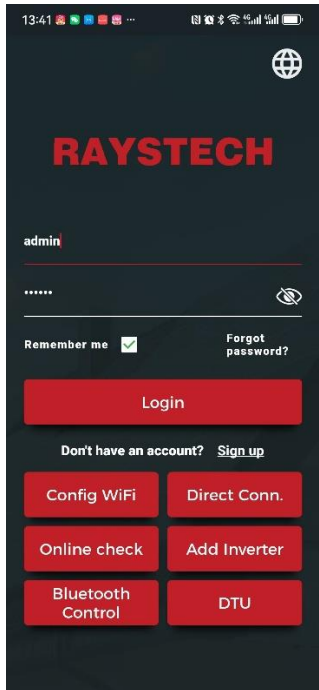 13:41
RAYSTECH
admin
••••••
Remember me
Forgot
password?
Login
Don't have an account? Sign up
Config WiFi
Direct Conn.
Online check
Add Inverter
Bluetooth
Control
DTU